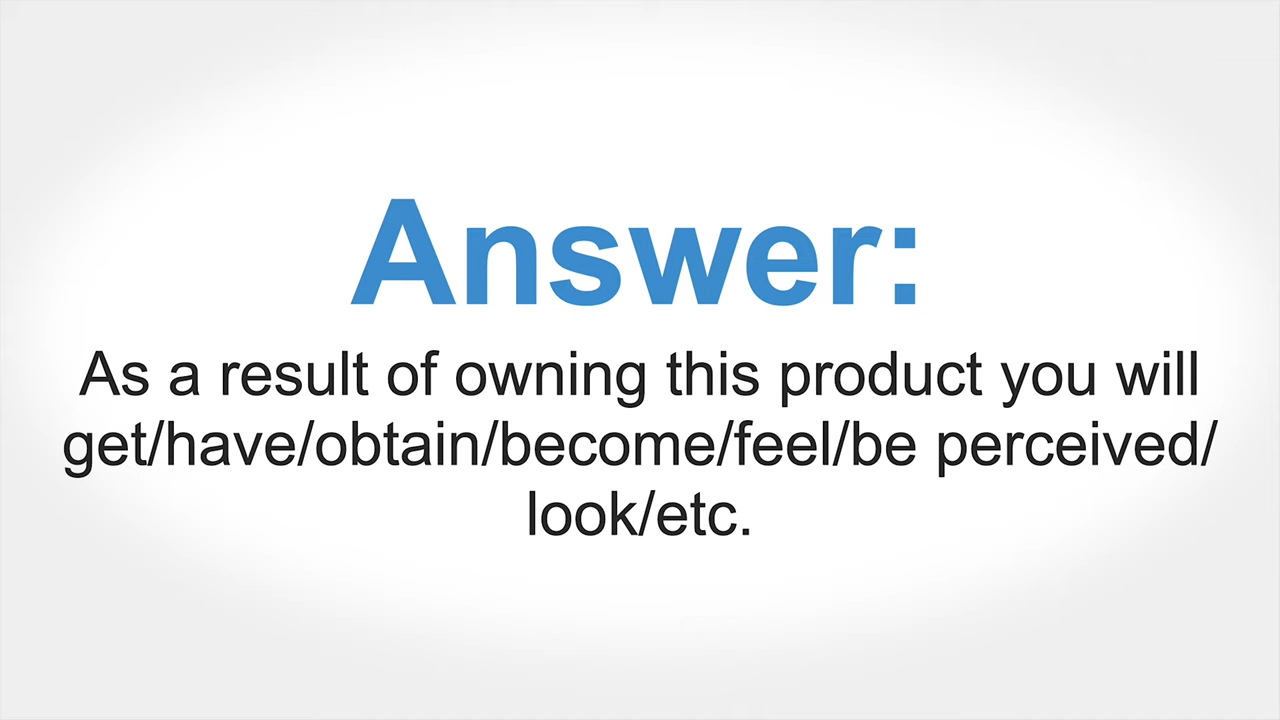 Answer:
As a result of owning this product you will
get/have/obtain/become/feel/be perceived/
look/etc.